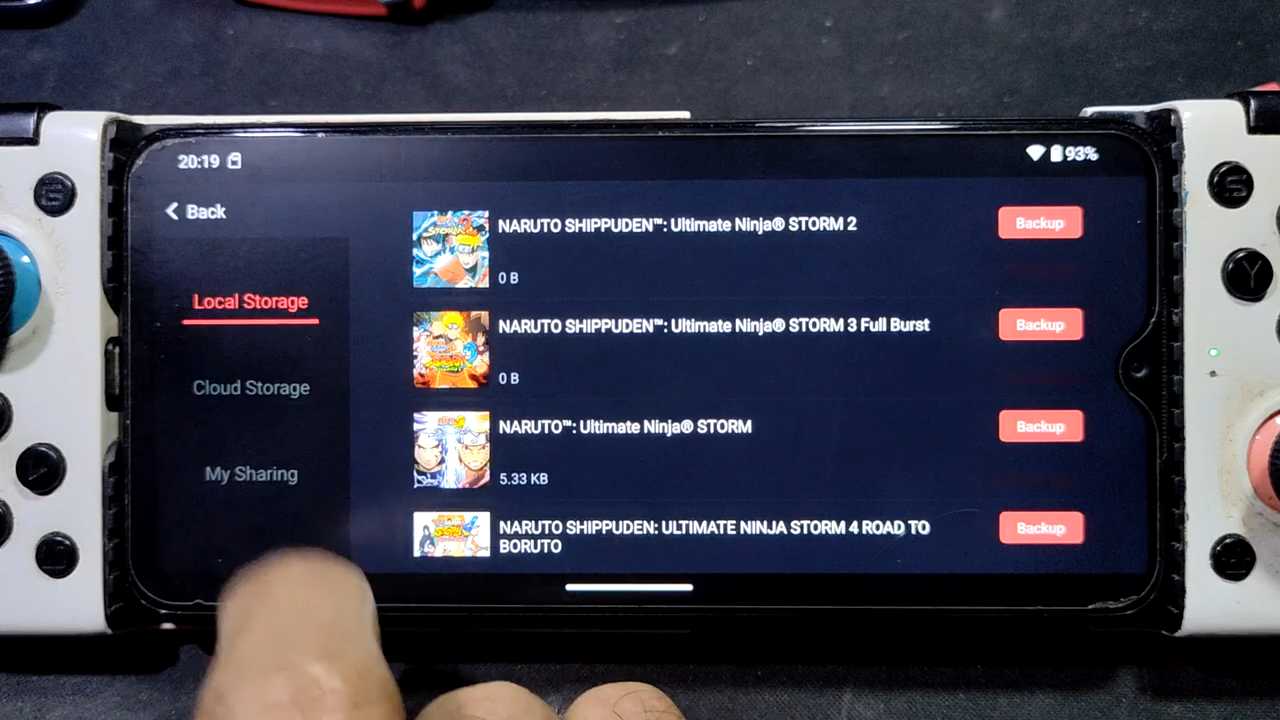 20:19
93%
Back
Local Storage
Cloud Storage
My Sharing
NARUTO SHIPPUDEN™: Ultimate Ninja® STORM 2
0 B
Backup
NARUTO SHIPPUDEN™: Ultimate Ninja® STORM 3 Full Burst
0 B
Backup
NARUTO™: Ultimate Ninja® STORM
5.33 KB
Backup
NARUTO SHIPPUDEN: ULTIMATE NINJA STORM 4 ROAD TO
BORUTO
Backup
S
Y